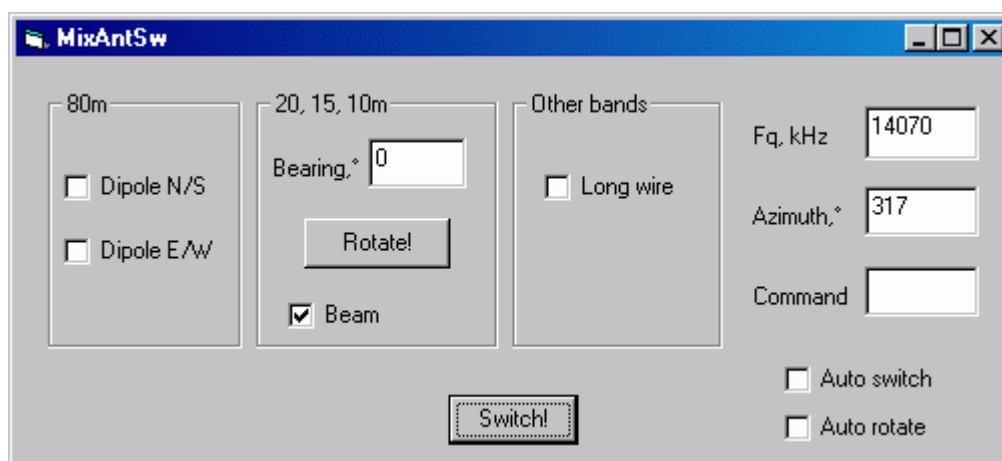 MixAntSw
80m
Dipole N/S
Dipole E/W
20, 15, 10m
Bearing,° 0
Rotate!
Beam
Other bands
Long wire
Fq, kHz 14070
Azimuth,° 317
Command
Auto switch
Auto rotate
Switch!